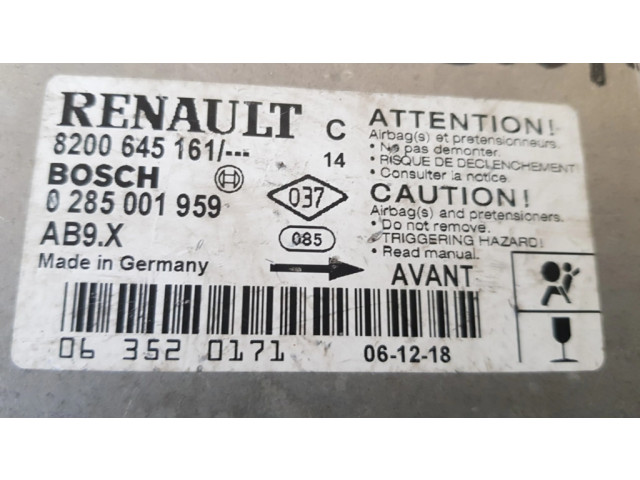 RENAULT
8200 645 161/---
BOSCH
0 285 001 959
AB9.X
Made in Germany
C
14
037
085
AVANT
ATTENTION!
Airbag(s) et pretensionneurs.
• No pas demonter.
• RISQUE DE DECLENCHEMENT!
• Consulter la notice.
CAUTION!
Airbag(s) and pretensioners.
• Do not remove.
• TRIGGERING HAZARD!
• Read manual.
06 352 0171
06-12-18